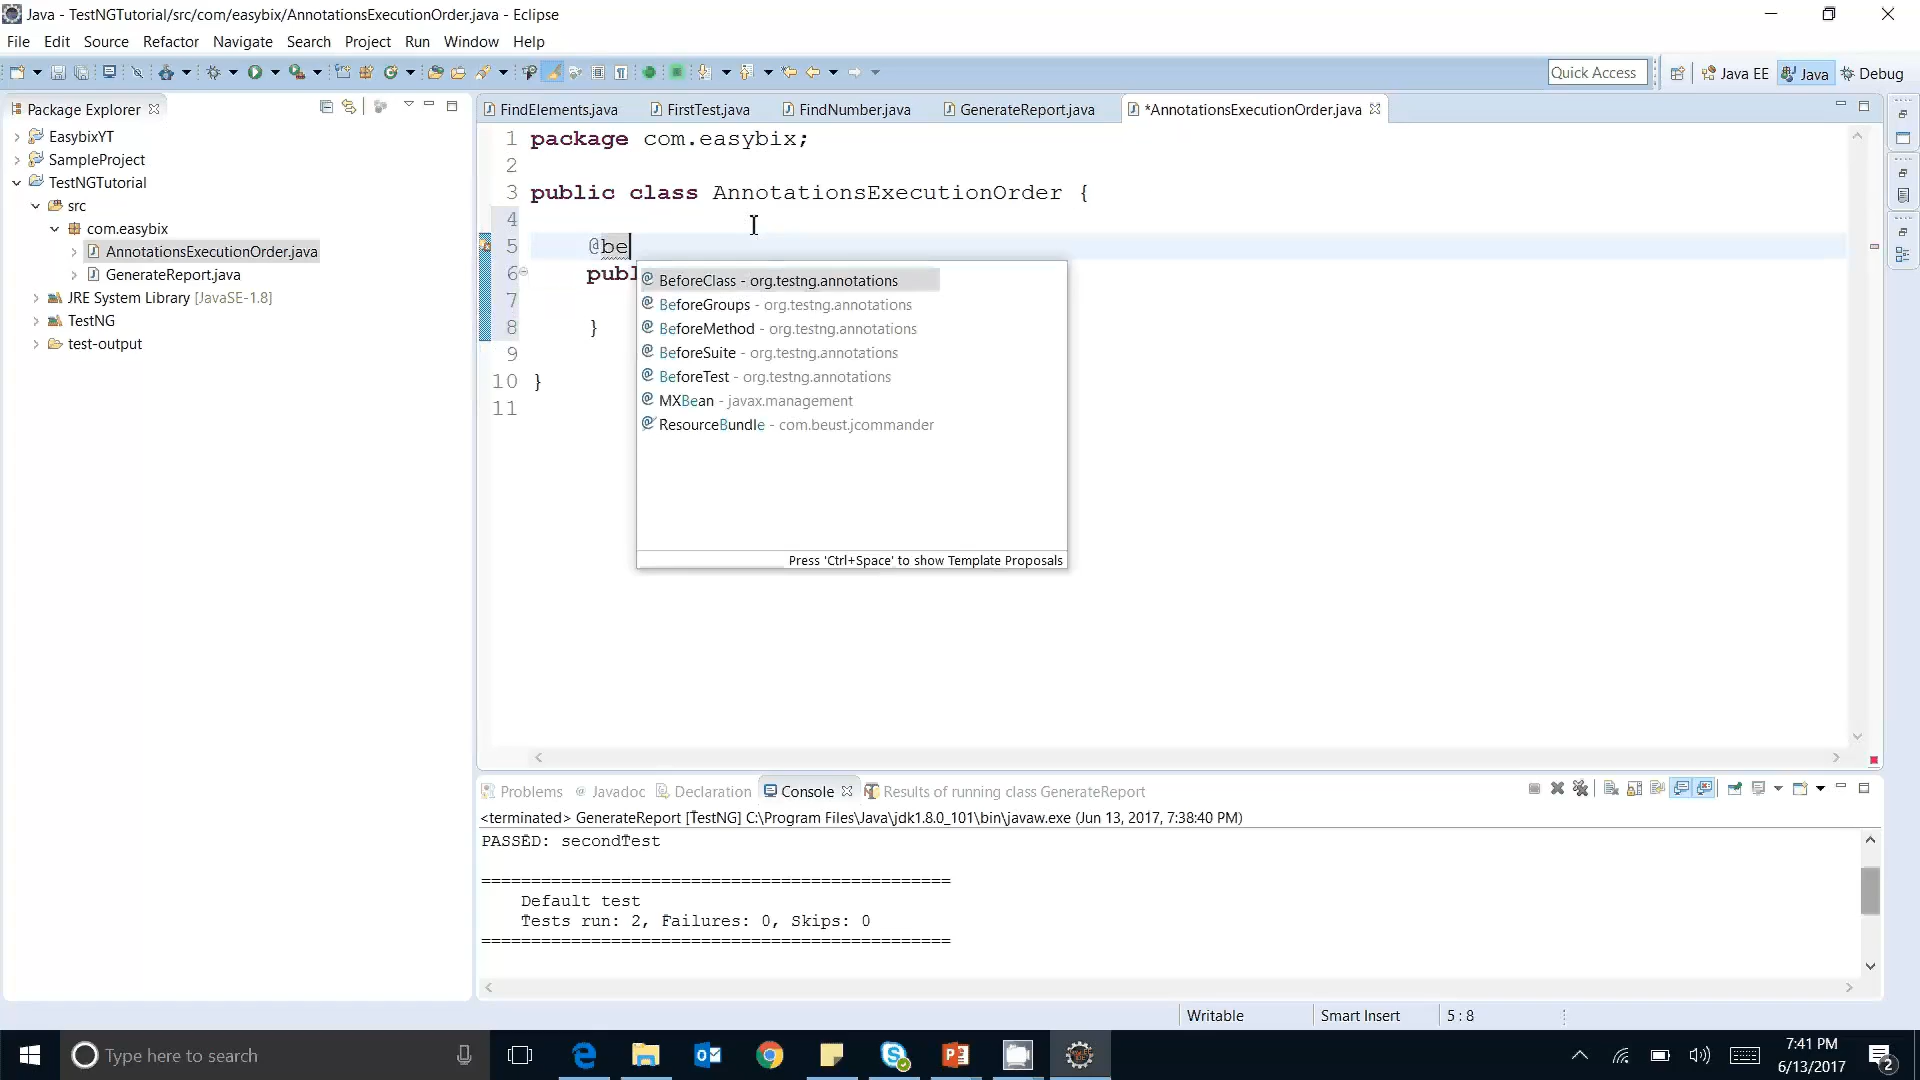 Java - TestNGTutorial/src/com/easybix/AnnotationsExecutionOrder.java - Eclipse
File Edit Source Refactor Navigate Search Project Run Window Help
Quick Access Java EE Java Debug
Package Explorer
EasybixYT
SampleProject
TestNGTutorial
src
com.easybix
AnnotationsExecutionOrder.java
GenerateReport.java
JRE System Library [JavaSE-1.8]
TestNG
test-output
FindElements.java FirstTest.java FindNumber.java GenerateReport.java *AnnotationsExecutionOrder.java
1 package com.easybix;
2
3 public class AnnotationsExecutionOrder {
4
5 @be
6 publ
7
8 }
9
10 }
11
BeforeClass - org.testng.annotations
BeforeGroups - org.testng.annotations
BeforeMethod - org.testng.annotations
BeforeSuite - org.testng.annotations
BeforeTest - org.testng.annotations
MXBean - javax.management
ResourceBundle - com.beust.jcommander
Press 'Ctrl+Space' to show Template Proposals
Problems Javadoc Declaration Console Results of running class GenerateReport
<terminated> GenerateReport [TestNG] C:\Program Files\Java\jdk1.8.0_101\bin\javaw.exe (Jun 13, 2017, 7:38:40 PM)
PASSED: secondTest
===============================================
Default test
Tests run: 2, Failures: 0, Skips: 0
===============================================
Writable Smart Insert 5 : 8
Type here to search
7:41 PM
6/13/2017
2